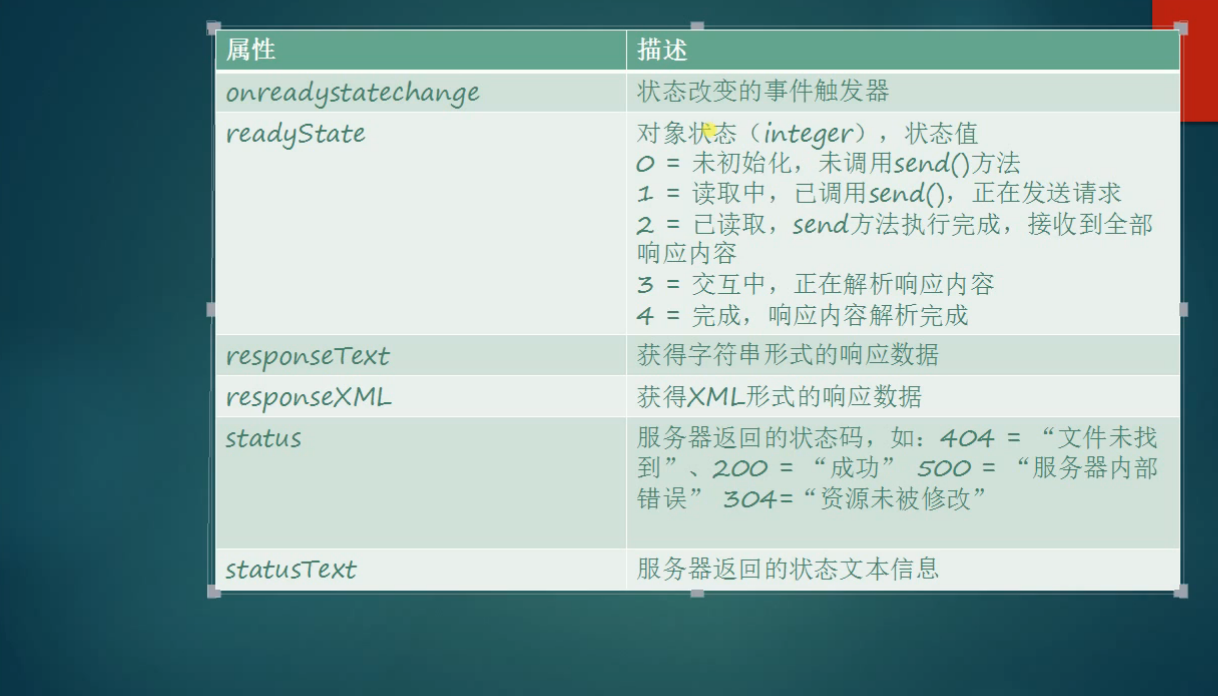 属性 描述
onreadystatechange 状态改变的事件触发器
readyState 对象状态（integer），状态值
0 = 未初始化，未调用send()方法
1 = 读取中，已调用send()，正在发送请求
2 = 已读取，send方法执行完成，接收到全部
响应内容
3 = 交互中，正在解析响应内容
4 = 完成，响应内容解析完成
responseText 获得字符串形式的响应数据
responseXML 获得XML形式的响应数据
status 服务器返回的状态码，如：404 = “文件未找
到”、200 = “成功” 500 = “服务器内部
错误” 304=“资源未被修改”
statusText 服务器返回的状态文本信息